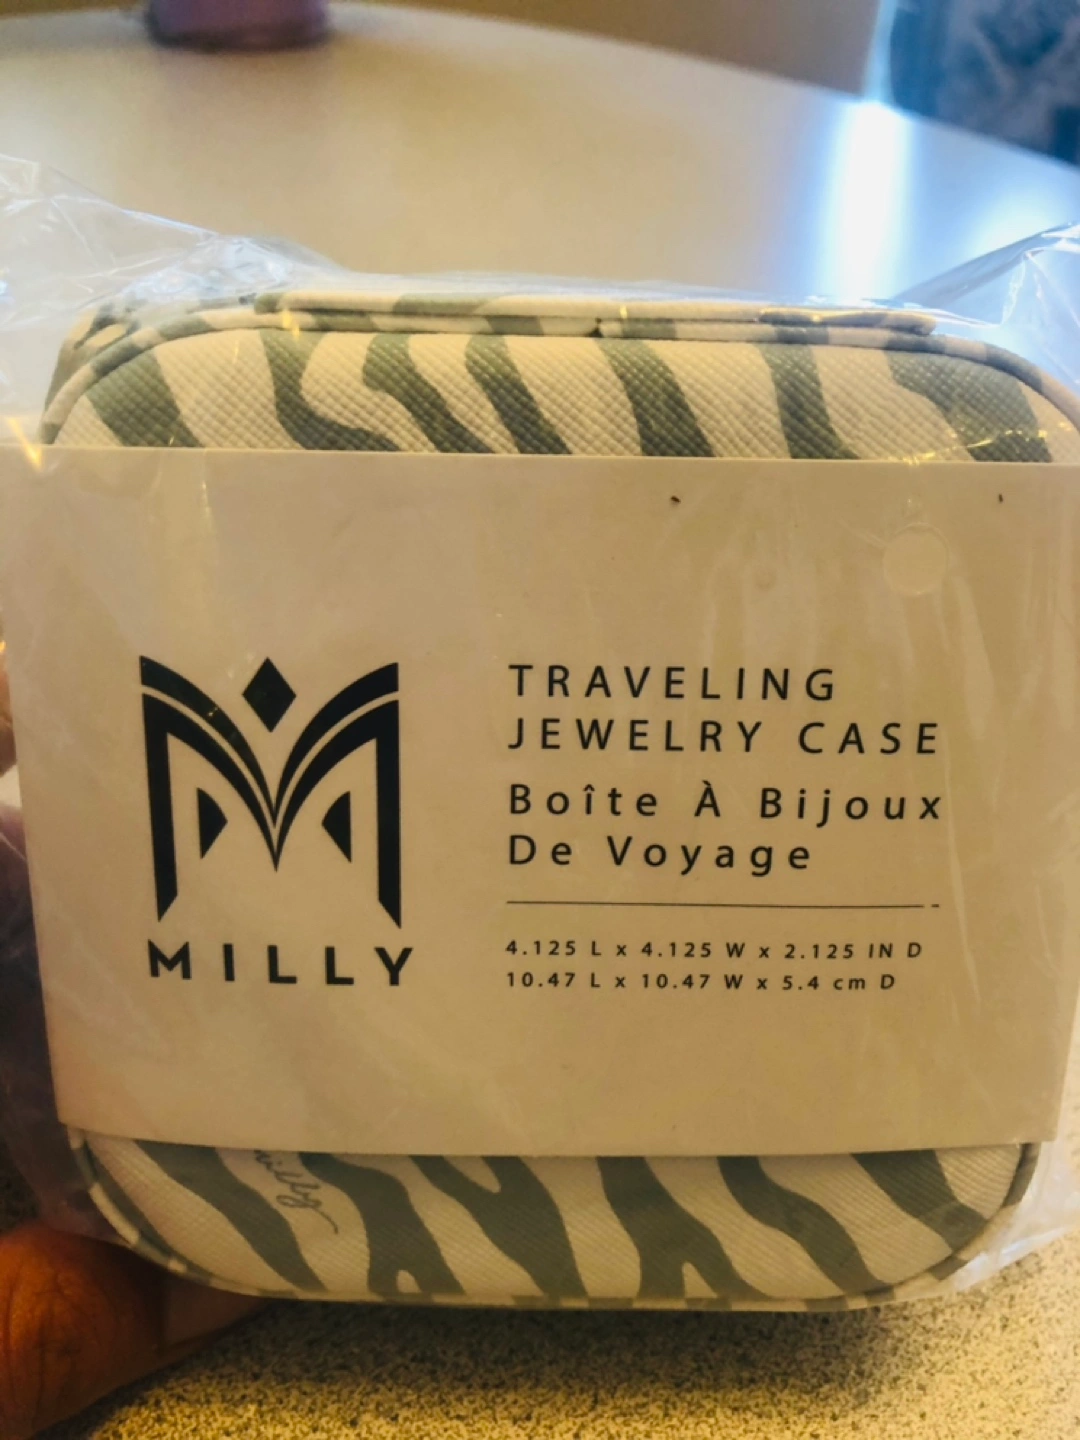 TRAVELING
JEWELRY CASE
Boîte À Bijoux
De Voyage
4.125 L x 4.125 W x 2.125 IN D
10.47 L x 10.47 W x 5.4 cm D
MILLY
milly